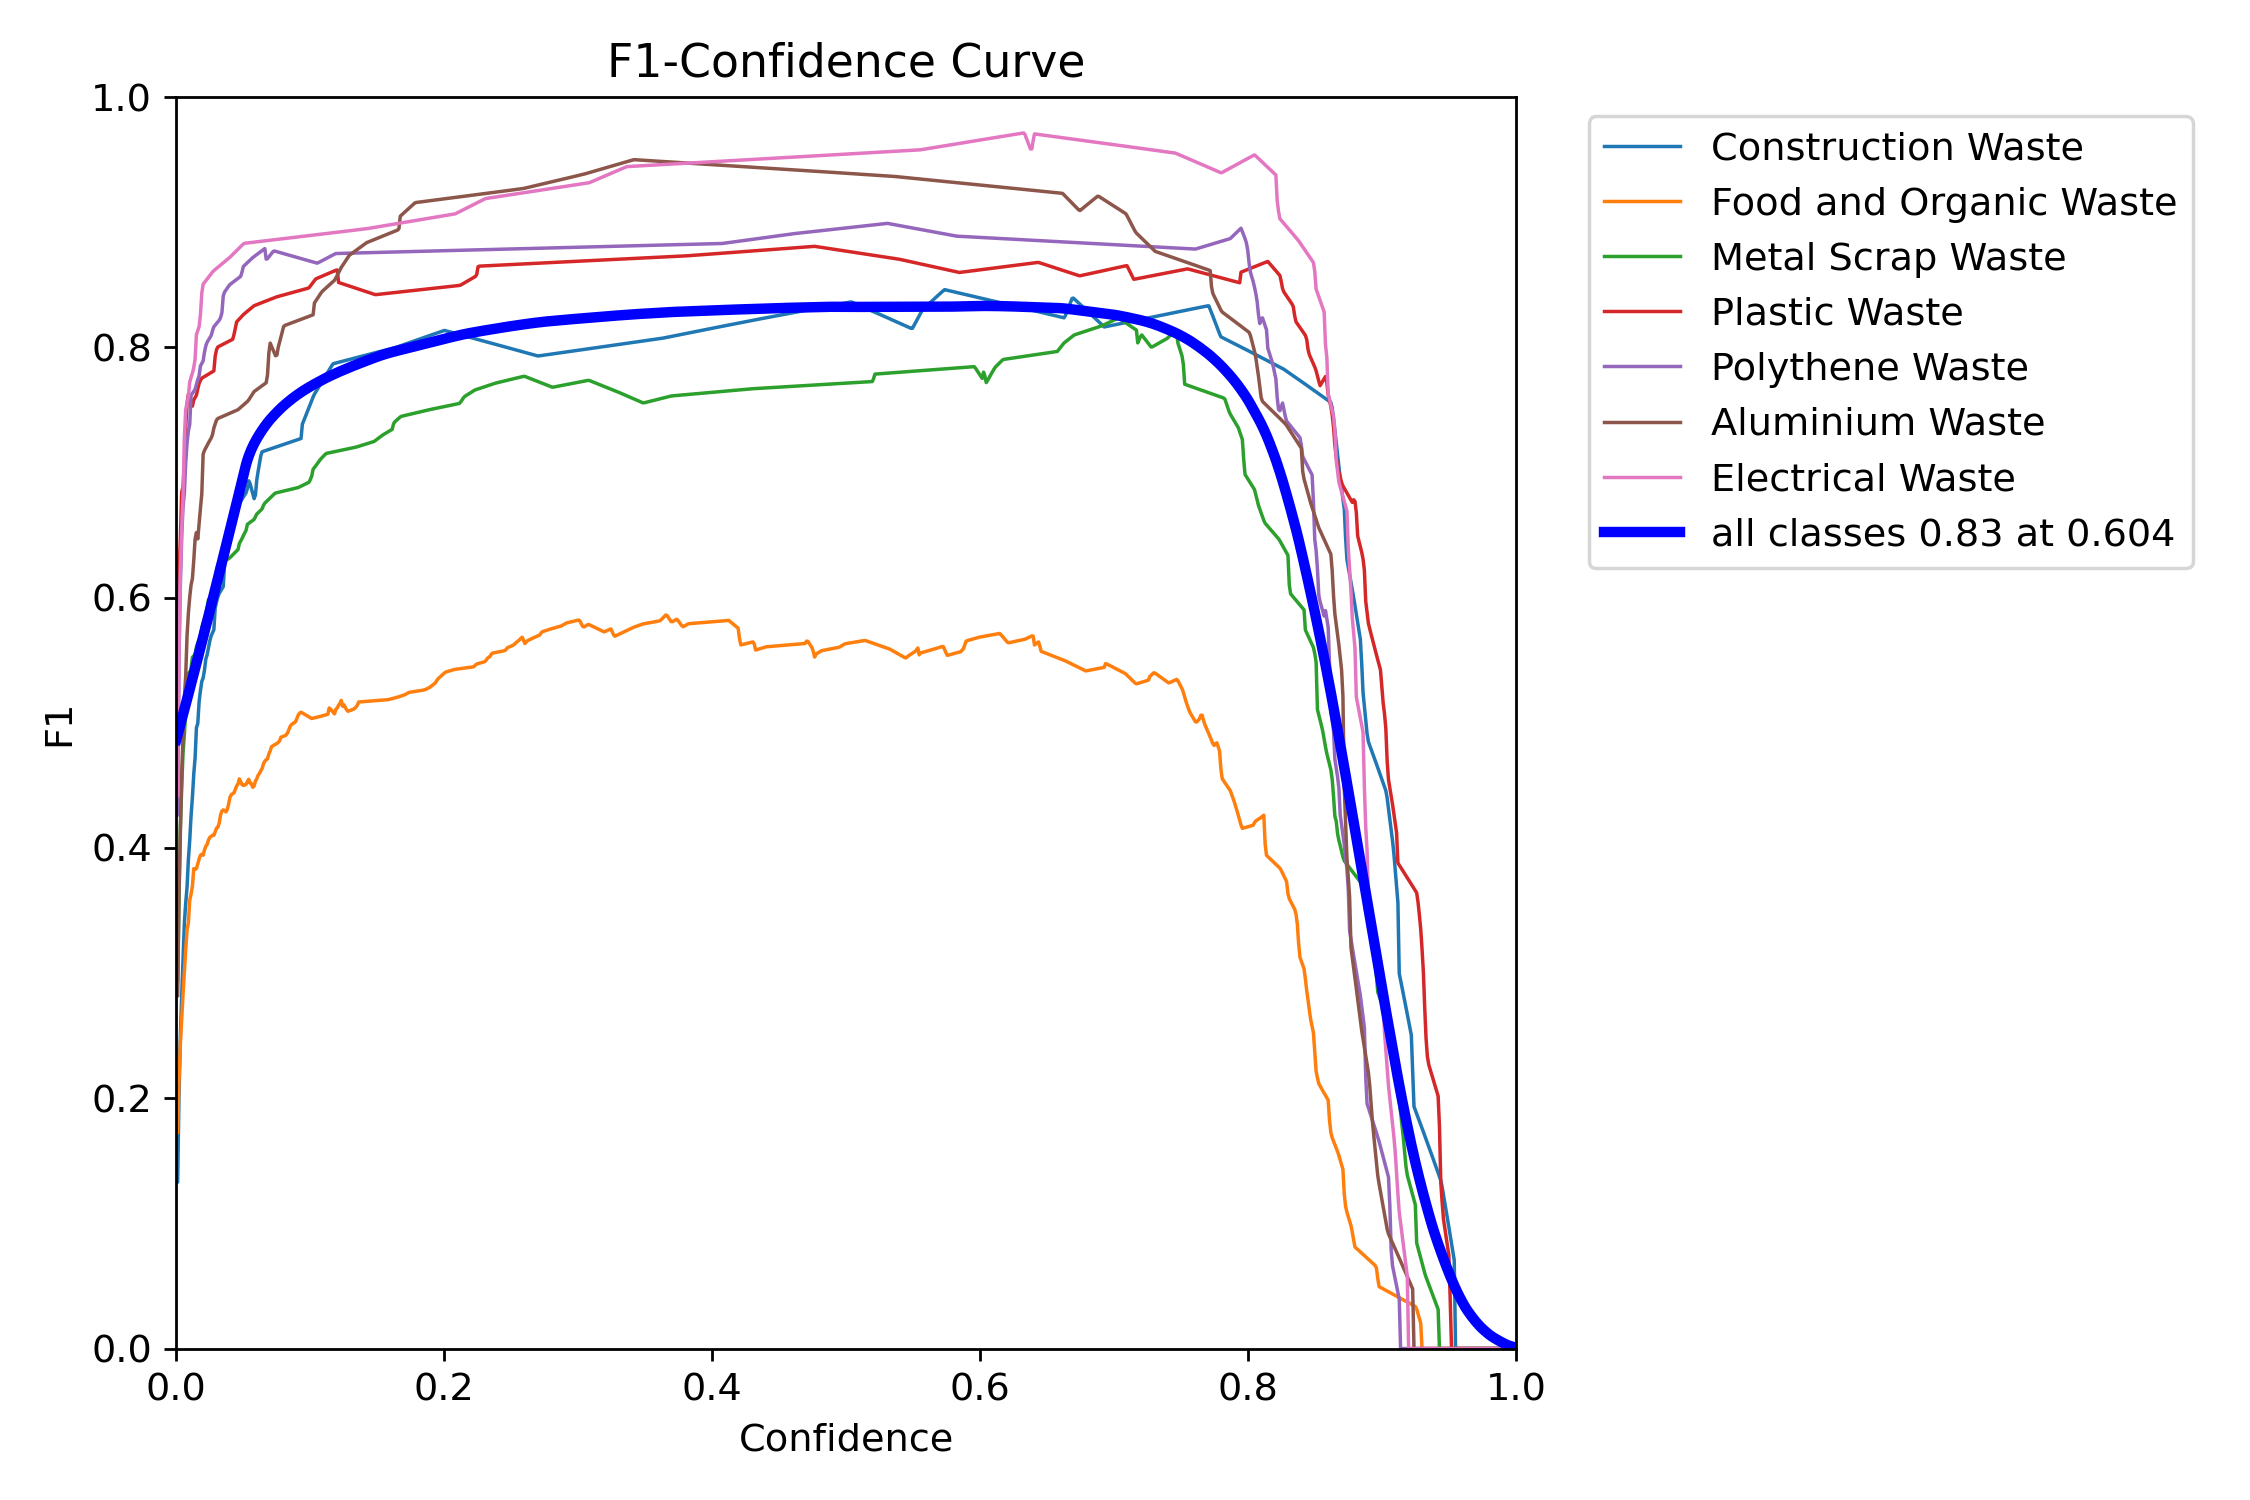 F1-Confidence Curve
1.0
0.8
0.6
0.4
0.2
0.0
F1
0.0 0.2 0.4 0.6 0.8 1.0
Confidence
Construction Waste
Food and Organic Waste
Metal Scrap Waste
Plastic Waste
Polythene Waste
Aluminium Waste
Electrical Waste
all classes 0.83 at 0.604